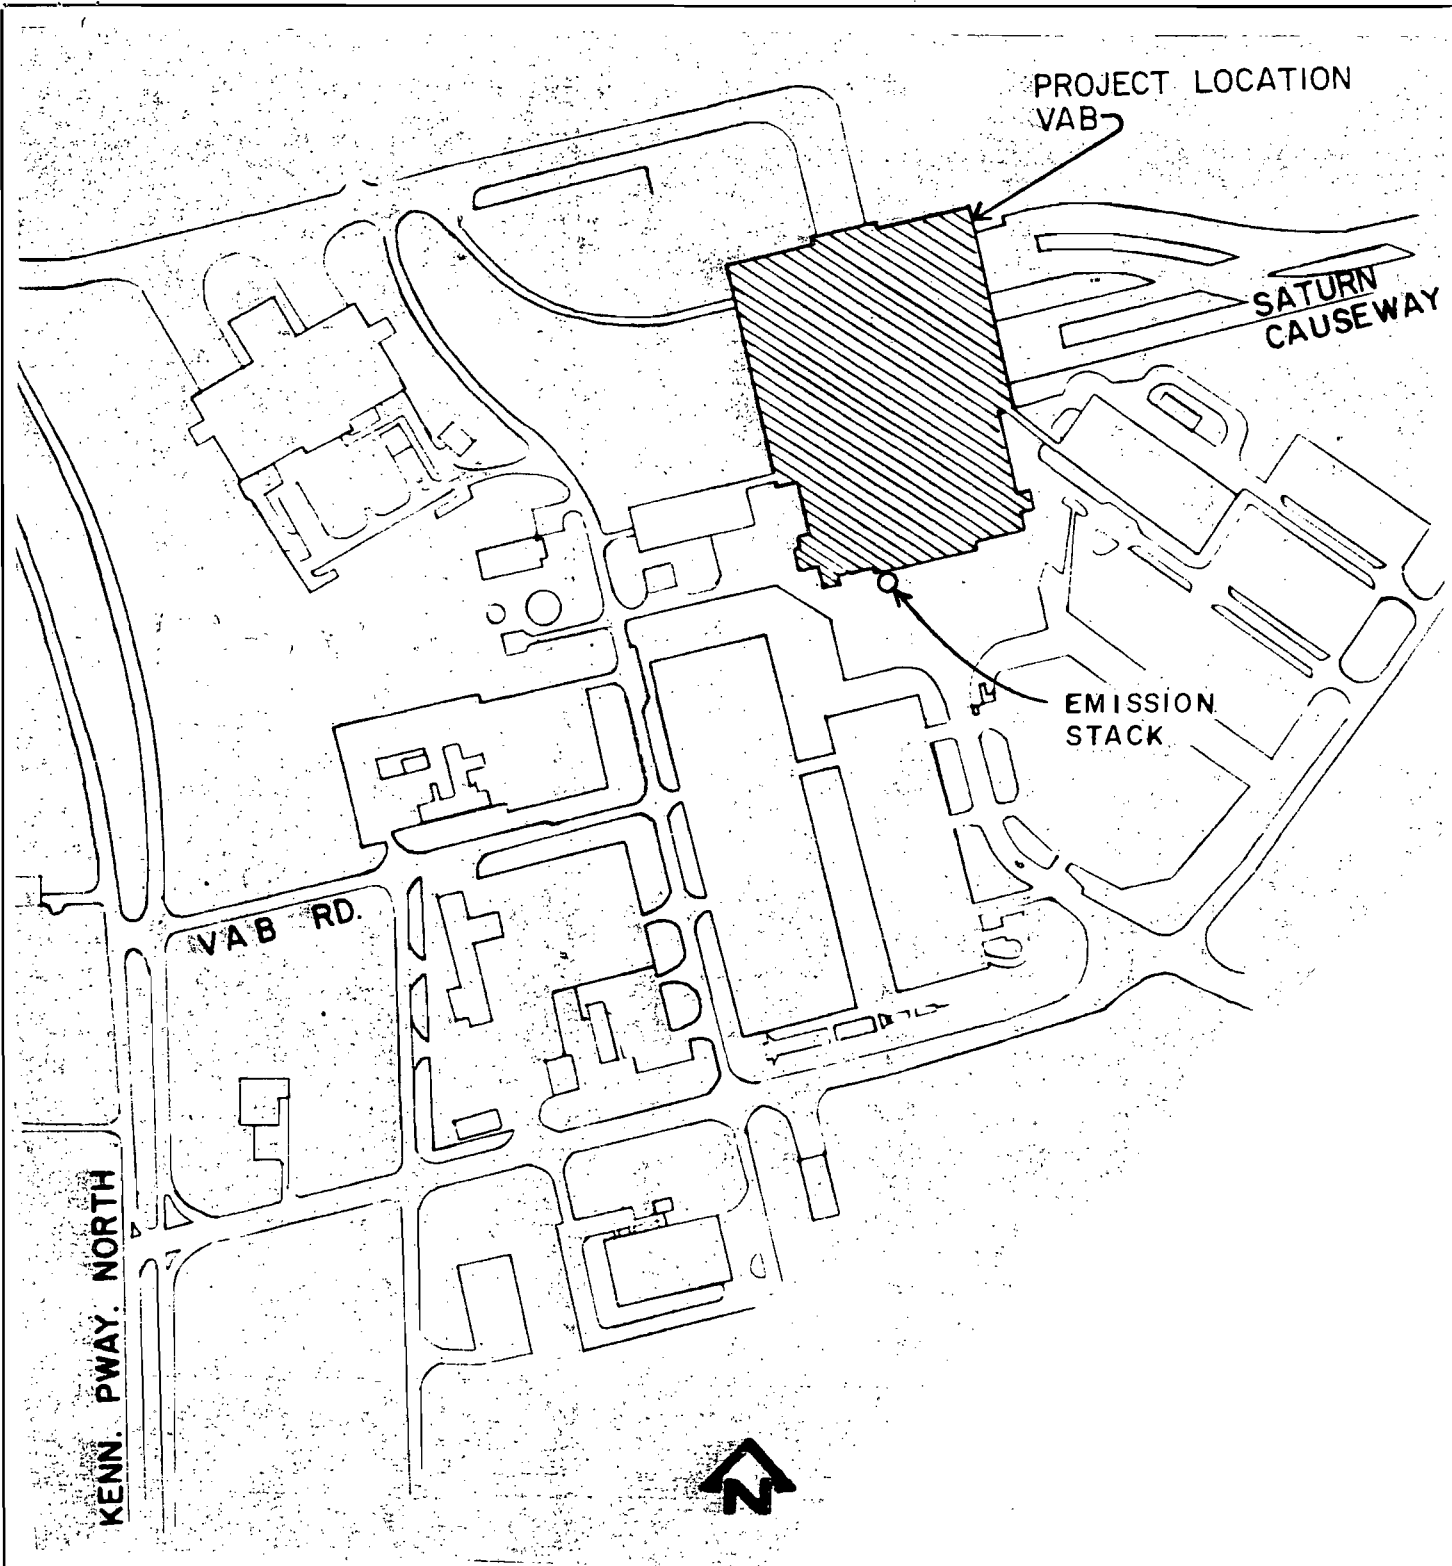 PROJECT LOCATION
VAB
SATURN
CAUSEWAY
EMISSION
STACK
VAB RD.
KENN. PWAY. NORTH
N